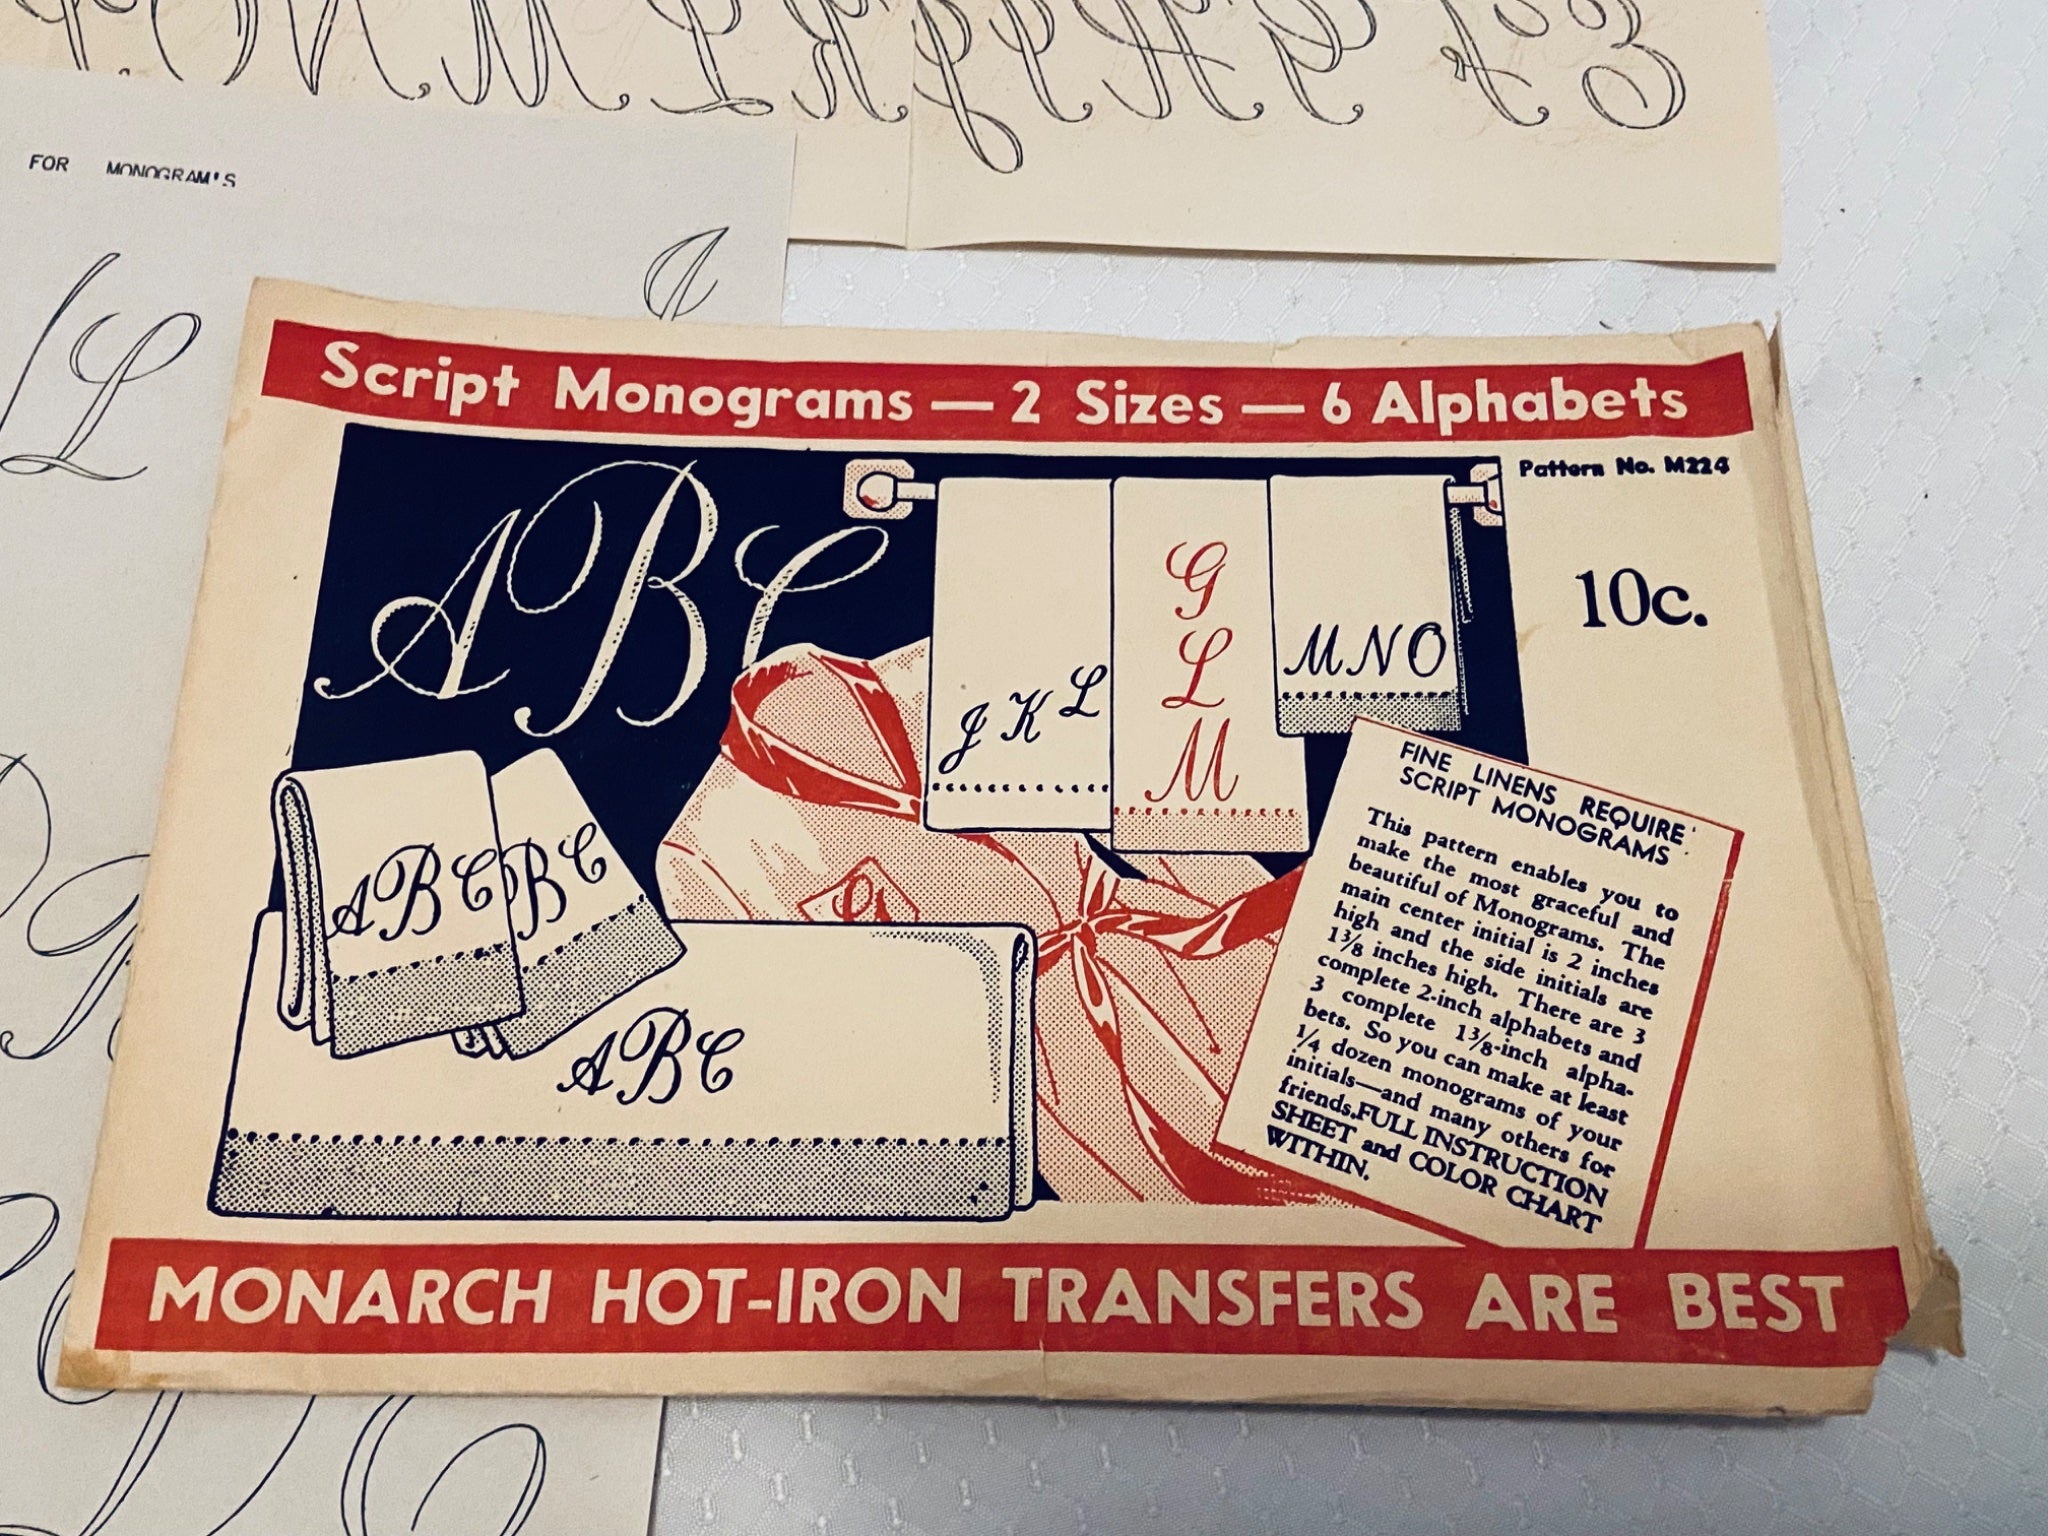 FOR MONOGRAM'S
L
Script Monograms — 2 Sizes — 6 Alphabets
Pattern No. M224
10c.
ABC
J K L
G
L
M
MNO
ABC
BC
ABC
FINE LINENS REQUIRE
SCRIPT MONOGRAMS
This pattern enables you to
make the most graceful and
beautiful of Monograms. The
main center initial is 2 inches
high and the side initials are
1⅜ inches high. There are 3
complete 2-inch alphabets and
3 complete 1⅜-inch alpha-
bets. So you can make at least
¼ dozen monograms of your
initials—and many others for
friends.FULL INSTRUCTION
SHEET and COLOR CHART
WITHIN.
MONARCH HOT-IRON TRANSFERS ARE BEST